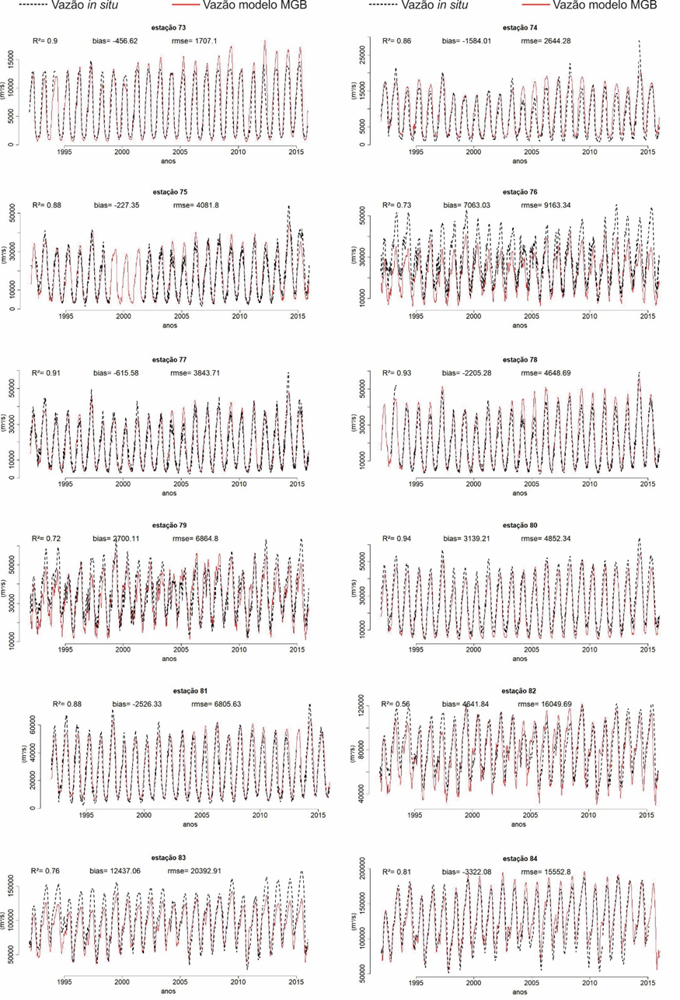 Vazão in situ Vazão modelo MGB Vazão in situ Vazão modelo MGB
estação 73
R²= 0.9 bias= -456.62 rmse= 1707.1
(m³/s)
0 5000 10000 15000
1995 2000 2005 2010 2015
anos
estação 74
R²= 0.86 bias= -1584.01 rmse= 2644.28
(m³/s)
0 5000 15000 25000
1995 2000 2005 2010 2015
anos
estação 75
R²= 0.88 bias= -227.35 rmse= 4081.8
(m³/s)
0 10000 30000 50000
1995 2000 2005 2010 2015
anos
estação 76
R²= 0.73 bias= 7063.03 rmse= 9163.34
(m³/s)
10000 30000 50000
1995 2000 2005 2010 2015
anos
estação 77
R²= 0.91 bias= -615.58 rmse= 3843.71
(m³/s)
0 10000 30000 50000
1995 2000 2005 2010 2015
anos
estação 78
R²= 0.93 bias= -2205.28 rmse= 4648.69
(m³/s)
10000 30000 50000
1995 2000 2005 2010 2015
anos
estação 79
R²= 0.72 bias= 2700.11 rmse= 6864.8
(m³/s)
10000 30000 50000
1995 2000 2005 2010 2015
anos
estação 80
R²= 0.94 bias= 3139.21 rmse= 4852.34
(m³/s)
10000 30000 50000
1995 2000 2005 2010 2015
anos
estação 81
R²= 0.88 bias= -2526.33 rmse= 6805.63
(m³/s)
0 20000 40000 60000
1995 2000 2005 2010 2015
anos
estação 82
R²= 0.56 bias= 4641.84 rmse= 16049.69
(m³/s)
40000 80000 120000
1995 2000 2005 2010 2015
anos
estação 83
R²= 0.76 bias= 12437.06 rmse= 20392.91
(m³/s)
50000 100000 150000
1995 2000 2005 2010 2015
anos
estação 84
R²= 0.81 bias= -3322.08 rmse= 15552.8
(m³/s)
50000 100000 150000 200000
1995 2000 2005 2010 2015
anos